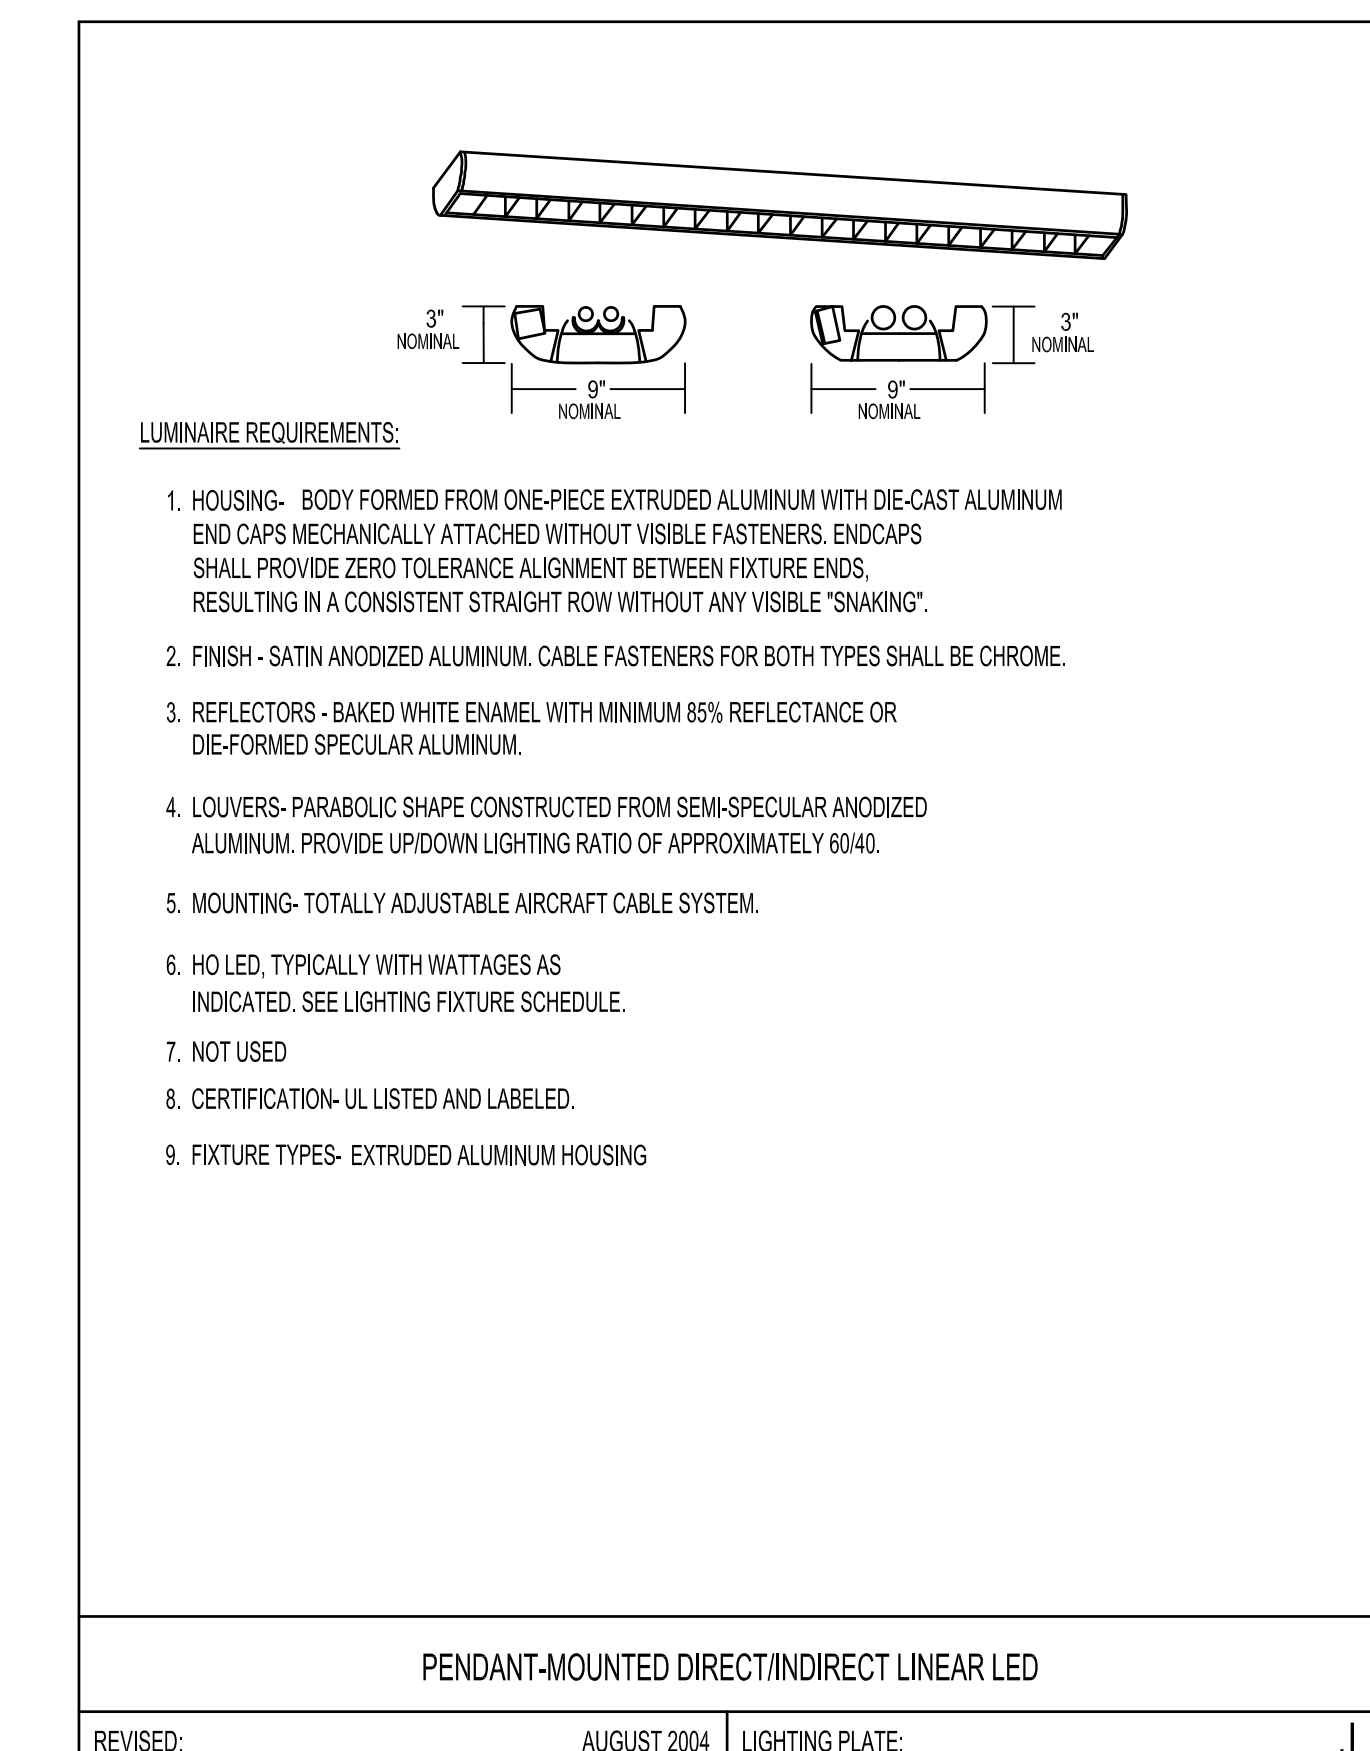 3"
NOMINAL
3"
NOMINAL
9"
NOMINAL
9"
NOMINAL
LUMINAIRE REQUIREMENTS:
1. HOUSING- BODY FORMED FROM ONE-PIECE EXTRUDED ALUMINUM WITH DIE-CAST ALUMINUM
END CAPS MECHANICALLY ATTACHED WITHOUT VISIBLE FASTENERS. ENDCAPS
SHALL PROVIDE ZERO TOLERANCE ALIGNMENT BETWEEN FIXTURE ENDS,
RESULTING IN A CONSISTENT STRAIGHT ROW WITHOUT ANY VISIBLE "SNAKING".
2. FINISH - SATIN ANODIZED ALUMINUM. CABLE FASTENERS FOR BOTH TYPES SHALL BE CHROME.
3. REFLECTORS - BAKED WHITE ENAMEL WITH MINIMUM 85% REFLECTANCE OR
DIE-FORMED SPECULAR ALUMINUM.
4. LOUVERS- PARABOLIC SHAPE CONSTRUCTED FROM SEMI-SPECULAR ANODIZED
ALUMINUM. PROVIDE UP/DOWN LIGHTING RATIO OF APPROXIMATELY 60/40.
5. MOUNTING- TOTALLY ADJUSTABLE AIRCRAFT CABLE SYSTEM.
6. HO LED, TYPICALLY WITH WATTAGES AS
INDICATED. SEE LIGHTING FIXTURE SCHEDULE.
7. NOT USED
8. CERTIFICATION- UL LISTED AND LABELED.
9. FIXTURE TYPES- EXTRUDED ALUMINUM HOUSING
PENDANT-MOUNTED DIRECT/INDIRECT LINEAR LED
REVISED: AUGUST 2004 LIGHTING PLATE: